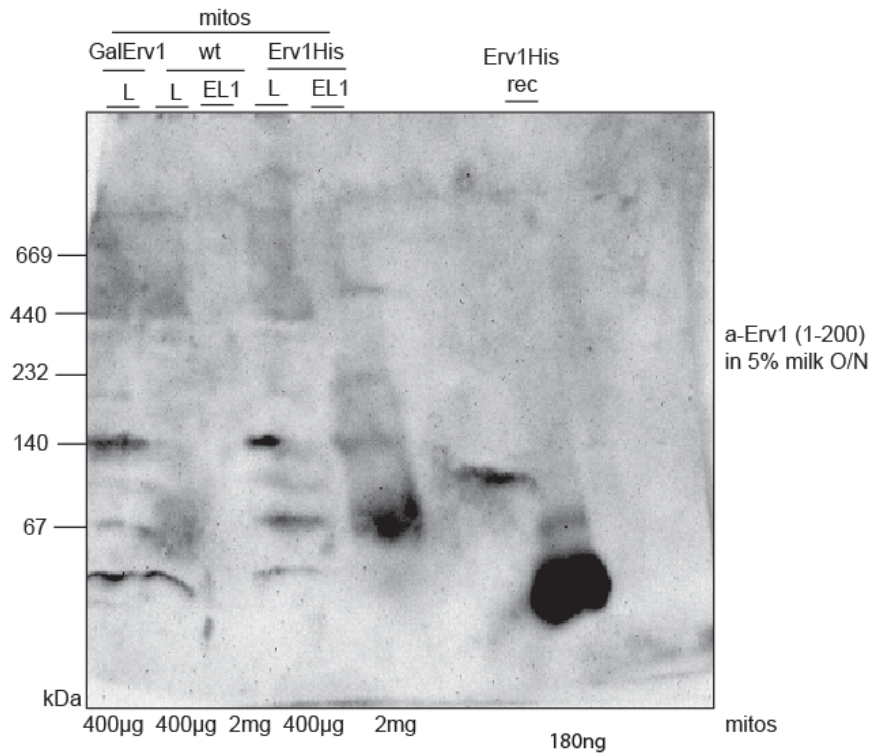 mitos
GalErv1 wt Erv1His
Erv1His
rec
L L EL1 L EL1
669
440
232
140
67
kDa
a-Erv1 (1-200)
in 5% milk O/N
400µg 400µg 2mg 400µg 2mg mitos
180ng